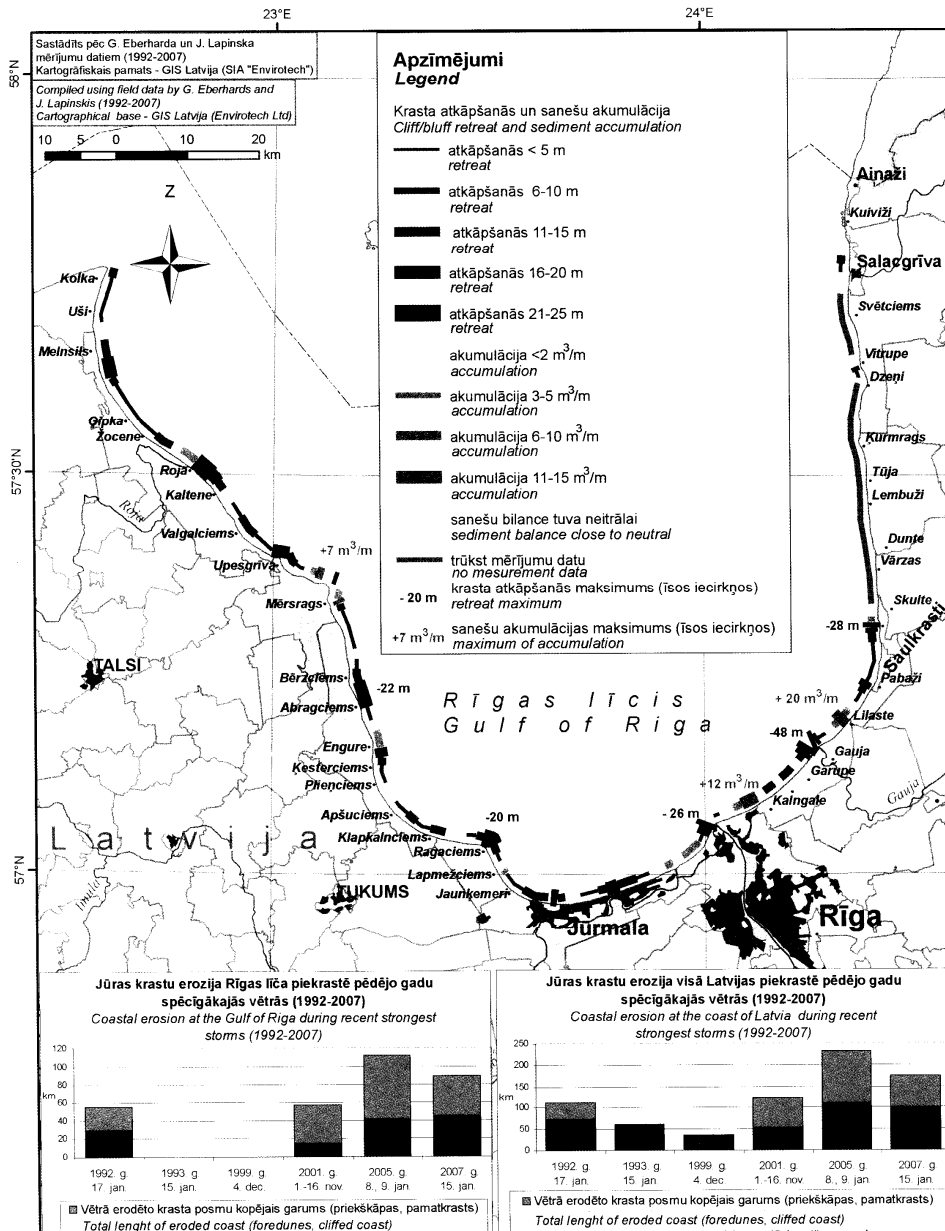 23°E
24°E
58°N
57°30'N
57°N
Sastādīts pēc G. Eberharda un J. Lapinska
mērījumu datiem (1992-2007)
Kartogrāfiskais pamats - GIS Latvija (SIA "Envirotech")
Compiled using field data by G. Eberhards and
J. Lapinskis (1992-2007)
Cartographical base - GIS Latvija (Envirotech Ltd)
10 5 0 10 20
km
Z
Apzīmējumi
Legend
Krasta atkāpšanās un sanešu akumulācija
Cliff/bluff retreat and sediment accumulation
atkāpšanās < 5 m
retreat
atkāpšanās 6-10 m
retreat
atkāpšanās 11-15 m
retreat
atkāpšanās 16-20 m
retreat
atkāpšanās 21-25 m
retreat
akumulācija <2 m³/m
accumulation
akumulācija 3-5 m³/m
accumulation
akumulācija 6-10 m³/m
accumulation
akumulācija 11-15 m³/m
accumulation
sanešu bilance tuva neitrālai
sediment balance close to neutral
trūkst mērījumu datu
no mesurement data
- 20 m krasta atkāpšanās maksimums (īsos iecirkņos)
retreat maximum
+7 m³/m sanešu akumulācijas maksimums (īsos iecirkņos)
maximum of accumulation
Kolka
Uši
Melnsils
Ģipka
Žocene
Roja
Roja
Kaltene
Valgalciems
Upesgrīva
+7 m³/m
Mērsrags
TALSI
Bērzciems
-22 m
Abragciems
Engure
Ķesterciems
Plieņciems
Apšuciems
Klapkalnciems
-20 m
Ragaciems
Lapmežciems
Jaunķemeri
Latvija
TUKUMS
Jūrmala
Rīga
Rīgas līcis
Gulf of Riga
Ainaži
Kuiviži
Salacgrīva
Svētciems
Vitrupe
Dzeņi
Ķurmrags
Tūja
Lembuži
Dunte
Vārzas
Skulte
-28 m
Saulkrasti
Pabaži
+ 20 m³/m
Lilaste
-48 m
Gauja
Garupe
+12 m³/m
Kalngale
Gauja
- 26 m
Jūras krastu erozija Rīgas līča piekrastē pēdējo gadu
spēcīgākajās vētrās (1992-2007)
Coastal erosion at the Gulf of Riga during recent strongest
storms (1992-2007)
120
100
80
km
60
40
20
0
1992. g. 1993. g. 1999. g. 2001. g. 2005. g. 2007. g.
17. jan. 15. jan. 4. dec. 1.-16. nov. 8., 9. jan. 15. jan.
Vētrā erodēto krasta posmu kopējais garums (priekškāpas, pamatkrasts)
Total lenght of eroded coast (foredunes, cliffed coast)
Jūras krastu erozija visā Latvijas piekrastē pēdējo gadu
spēcīgākajās vētrās (1992-2007)
Coastal erosion at the coast of Latvia during recent
strongest storms (1992-2007)
250
200
150
km
100
50
0
1992. g. 1993. g. 1999. g. 2001. g. 2005. g. 2007. g.
17. jan. 15. jan. 4. dec. 1.-16. nov. 8., 9. jan. 15. jan.
Vētrā erodēto krasta posmu kopējais garums (priekškāpas, pamatkrasts)
Total lenght of eroded coast (foredunes, cliffed coast)